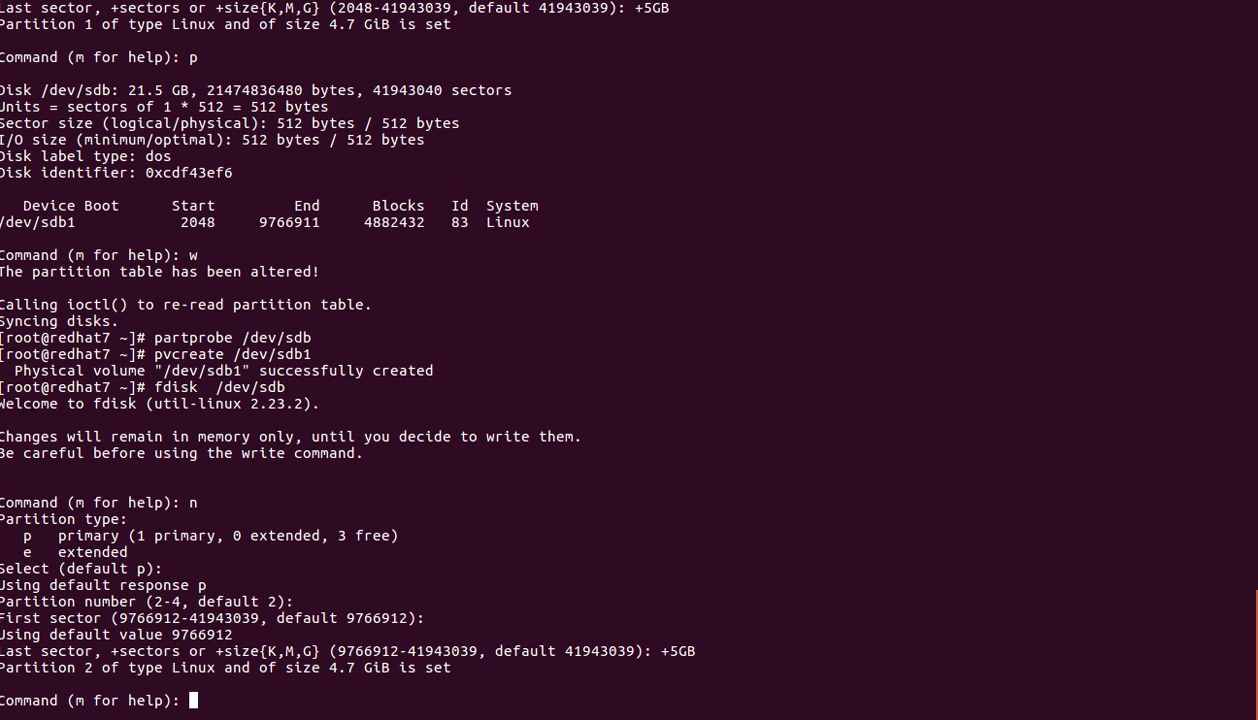 Last sector, +sectors or +size{K,M,G} (2048-41943039, default 41943039): +5GB
Partition 1 of type Linux and of size 4.7 GiB is set
Command (m for help): p
Disk /dev/sdb: 21.5 GB, 21474836480 bytes, 41943040 sectors
Units = sectors of 1 * 512 = 512 bytes
Sector size (logical/physical): 512 bytes / 512 bytes
I/O size (minimum/optimal): 512 bytes / 512 bytes
Disk label type: dos
Disk identifier: 0xcdf43ef6
Device Boot      Start         End      Blocks   Id  System
/dev/sdb1            2048     9766911     4882432   83  Linux
Command (m for help): w
The partition table has been altered!
Calling ioctl() to re-read partition table.
Syncing disks.
[root@redhat7 ~]# partprobe /dev/sdb
[root@redhat7 ~]# pvcreate /dev/sdb1
Physical volume "/dev/sdb1" successfully created
[root@redhat7 ~]# fdisk  /dev/sdb
Welcome to fdisk (util-linux 2.23.2).
Changes will remain in memory only, until you decide to write them.
Be careful before using the write command.
Command (m for help): n
Partition type:
p   primary (1 primary, 0 extended, 3 free)
e   extended
Select (default p):
Using default response p
Partition number (2-4, default 2):
First sector (9766912-41943039, default 9766912):
Using default value 9766912
Last sector, +sectors or +size{K,M,G} (9766912-41943039, default 41943039): +5GB
Partition 2 of type Linux and of size 4.7 GiB is set
Command (m for help):